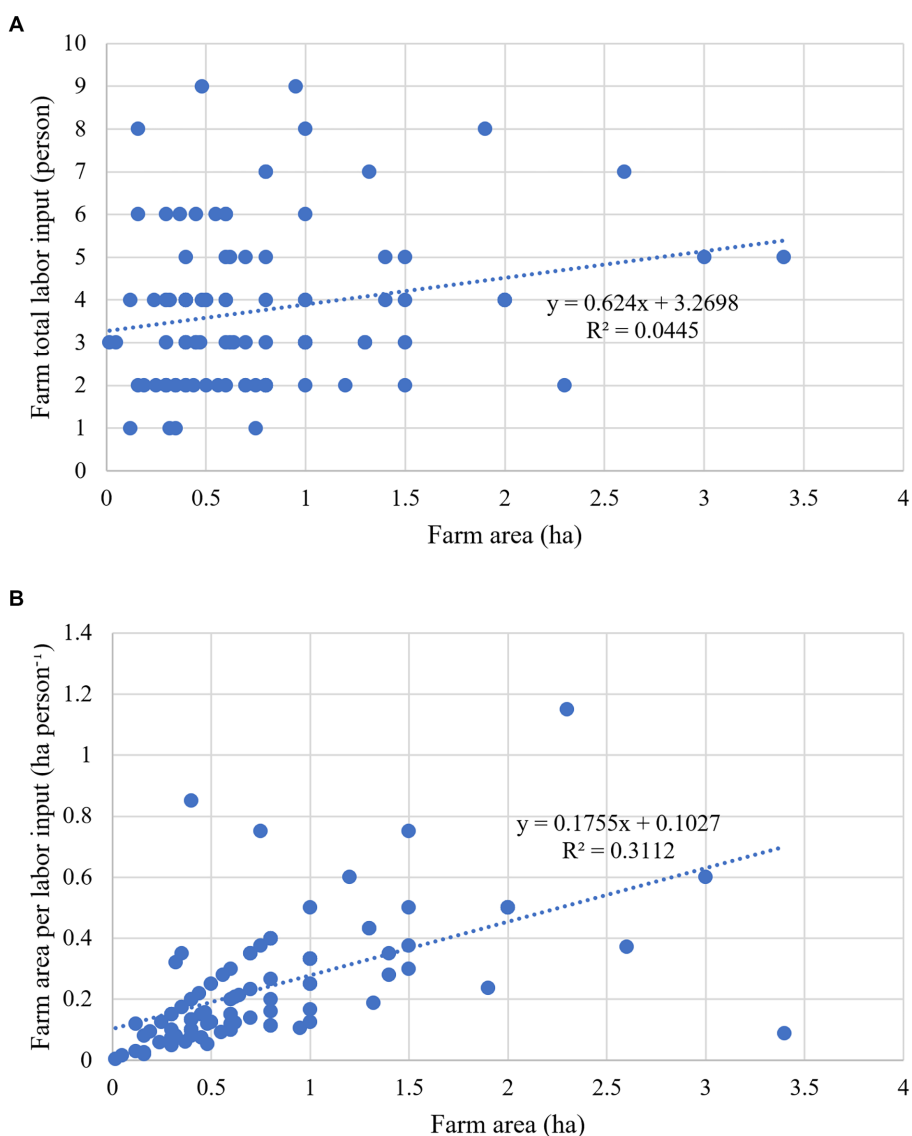 A
10
9
8
7
6
5
4
3
2
1
0
Farm total labor input (person)
y = 0.624x + 3.2698
R² = 0.0445
0 0.5 1 1.5 2 2.5 3 3.5 4
Farm area (ha)
B
1.4
1.2
1
0.8
0.6
0.4
0.2
0
Farm area per labor input (ha person⁻¹)
y = 0.1755x + 0.1027
R² = 0.3112
0 0.5 1 1.5 2 2.5 3 3.5 4
Farm area (ha)